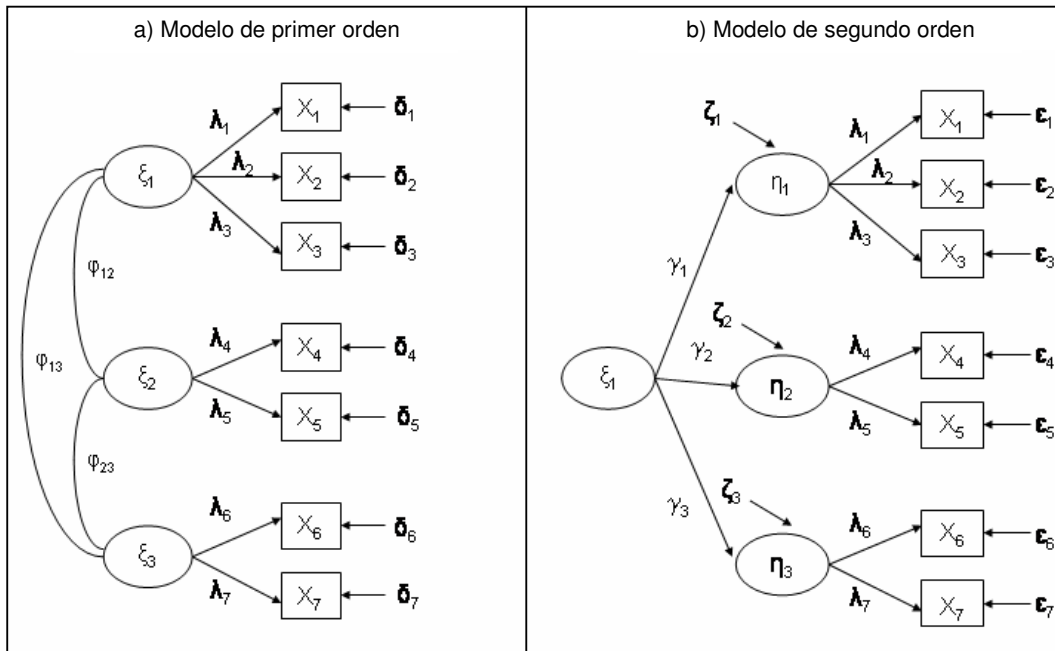 a) Modelo de primer orden
ξ₁
ξ₂
ξ₃
φ₁₂
φ₁₃
φ₂₃
λ₁
λ₂
λ₃
λ₄
λ₅
λ₆
λ₇
X₁
X₂
X₃
X₄
X₅
X₆
X₇
δ₁
δ₂
δ₃
δ₄
δ₅
δ₆
δ₇
b) Modelo de segundo orden
ξ₁
γ₁
γ₂
γ₃
ζ₁
ζ₂
ζ₃
η₁
η₂
η₃
λ₁
λ₂
λ₃
λ₄
λ₅
λ₆
λ₇
X₁
X₂
X₃
X₄
X₅
X₆
X₇
ε₁
ε₂
ε₃
ε₄
ε₅
ε₆
ε₇